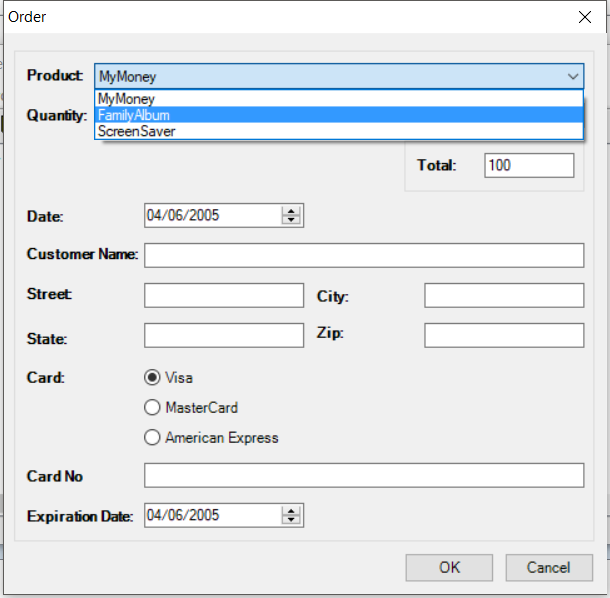 Order
Product: MyMoney
MyMoney
Quantity: FamilyAlbum
ScreenSaver
Total: 100
Date: 04/06/2005
Customer Name:
Street: City:
State: Zip:
Card: Visa
MasterCard
American Express
Card No
Expiration Date: 04/06/2005
OK Cancel